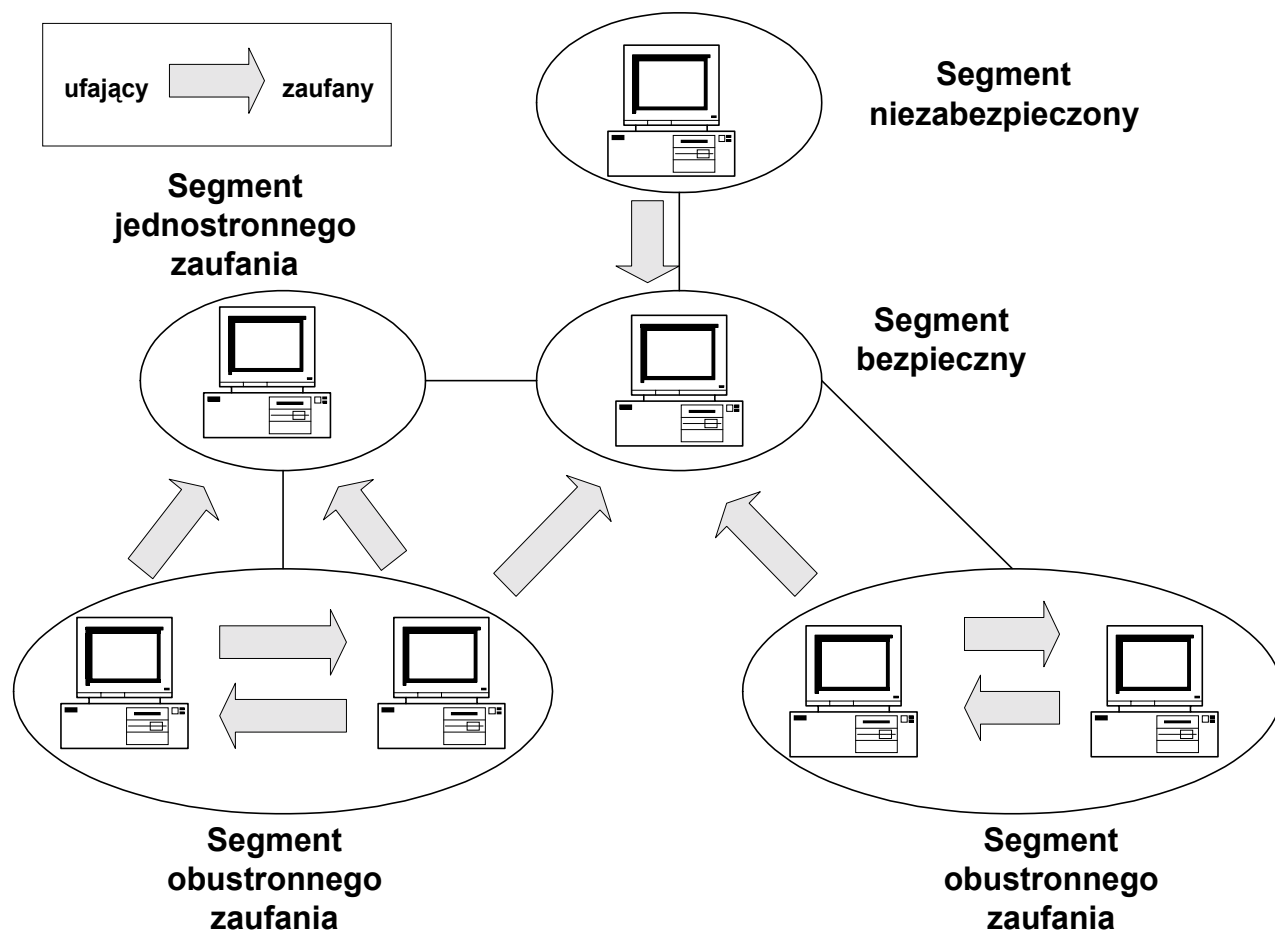 ufający
zaufany
Segment
niezabezpieczony
Segment
jednostronnego
zaufania
Segment
bezpieczny
Segment
obustronnego
zaufania
Segment
obustronnego
zaufania